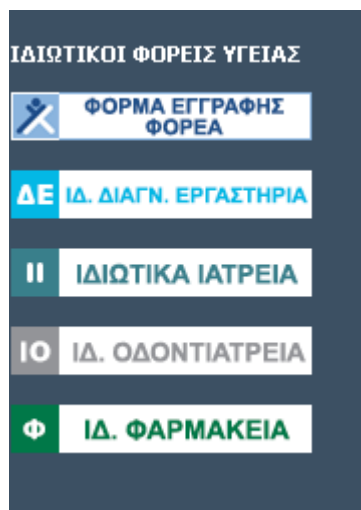 ΙΔΙΩΤΙΚΟΙ ΦΟΡΕΙΣ ΥΓΕΙΑΣ
ΦΟΡΜΑ ΕΓΓΡΑΦΗΣ
ΦΟΡΕΑ
ΔΕ ΙΔ. ΔΙΑΓΝ. ΕΡΓΑΣΤΗΡΙΑ
ΙΙ ΙΔΙΩΤΙΚΑ ΙΑΤΡΕΙΑ
ΙΟ ΙΔ. ΟΔΟΝΤΙΑΤΡΕΙΑ
Φ ΙΔ. ΦΑΡΜΑΚΕΙΑ